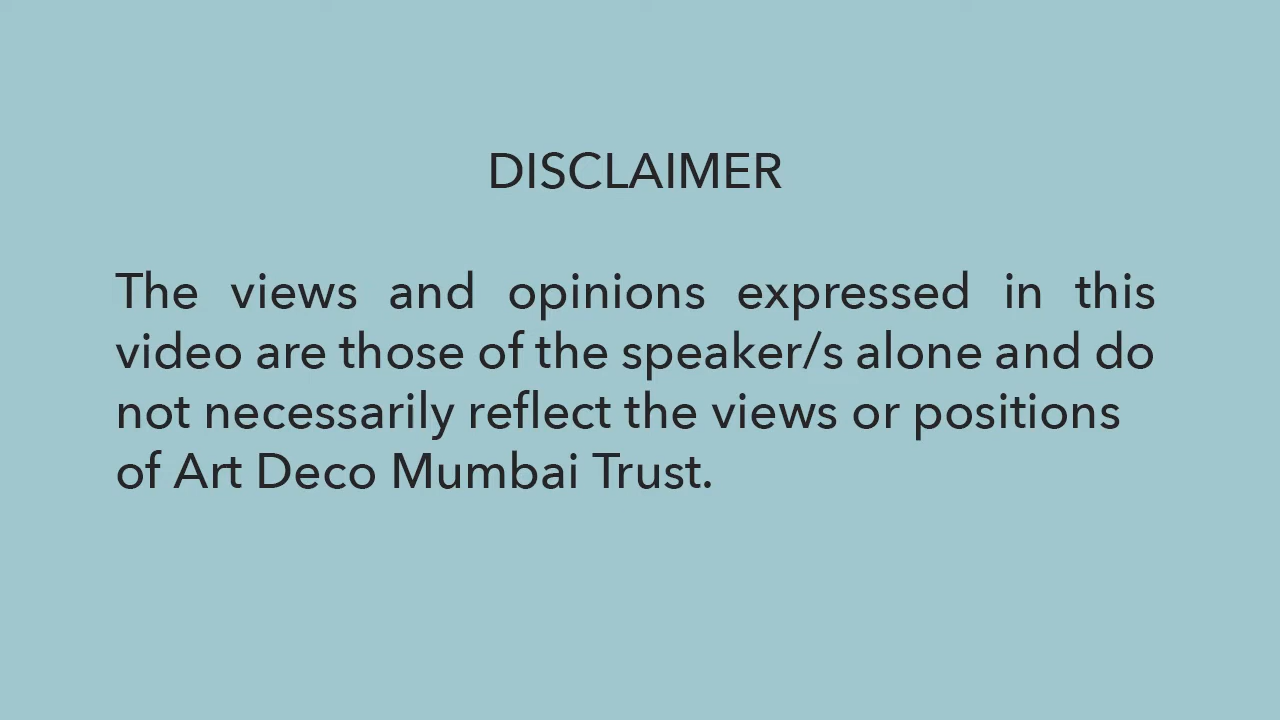 DISCLAIMER
The views and opinions expressed in this
video are those of the speaker/s alone and do
not necessarily reflect the views or positions
of Art Deco Mumbai Trust.